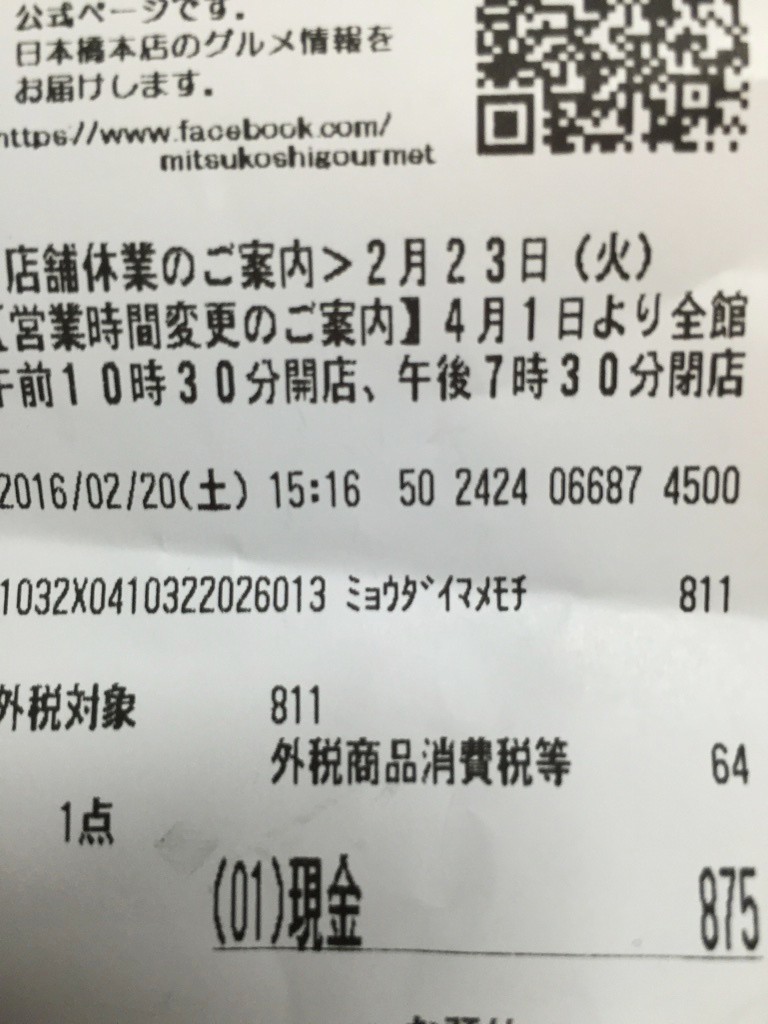 公式ページです。
日本橋本店のグルメ情報を
お届けします。
https://www.facebook.com/
mitsukoshigourmet
店舗休業のご案内＞２月２３日（火）
【営業時間変更のご案内】４月１日より全館
午前１０時３０分開店、午後７時３０分閉店
2016/02/20(土) 15:16 50 2424 06687 4500
1032X0410322026013 ﾐｮｳﾀﾞｲﾏﾒﾓﾁ 811
外税対象 811
外税商品消費税等 64
1点
(01)現金 875